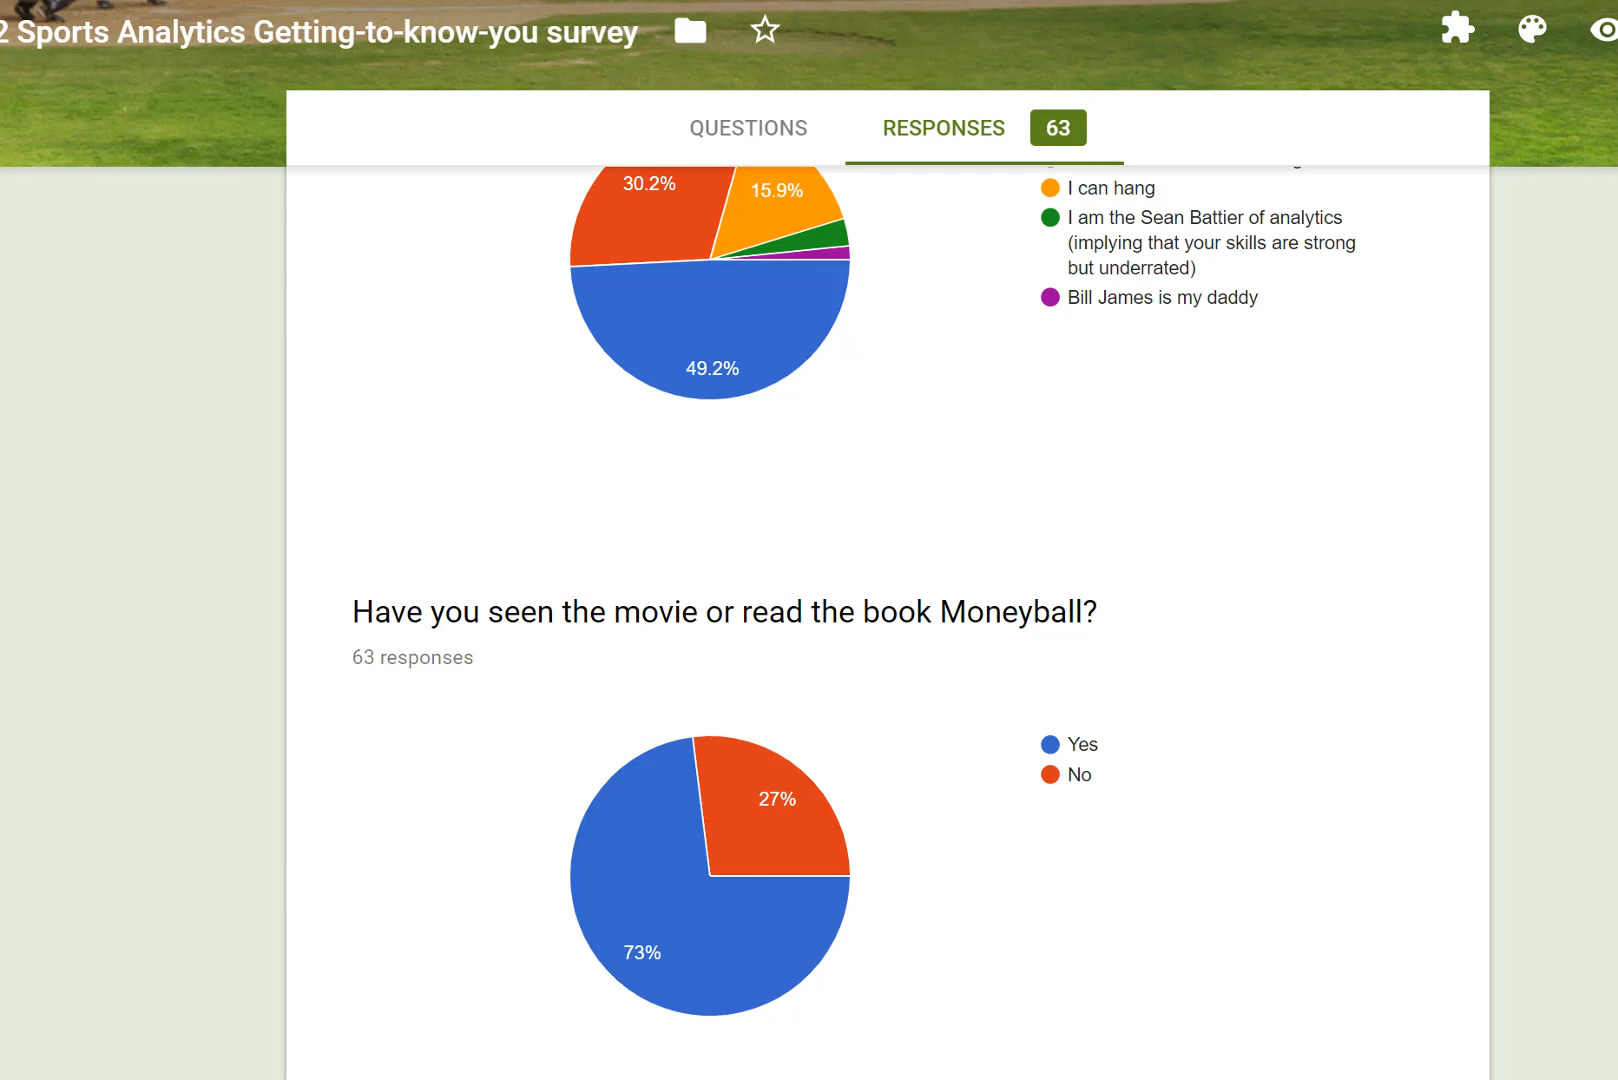 2 Sports Analytics Getting-to-know-you survey
QUESTIONS
RESPONSES 63
30.2%
15.9%
49.2%
I can hang
I am the Sean Battier of analytics
(implying that your skills are strong
but underrated)
Bill James is my daddy
Have you seen the movie or read the book Moneyball?
63 responses
27%
73%
Yes
No